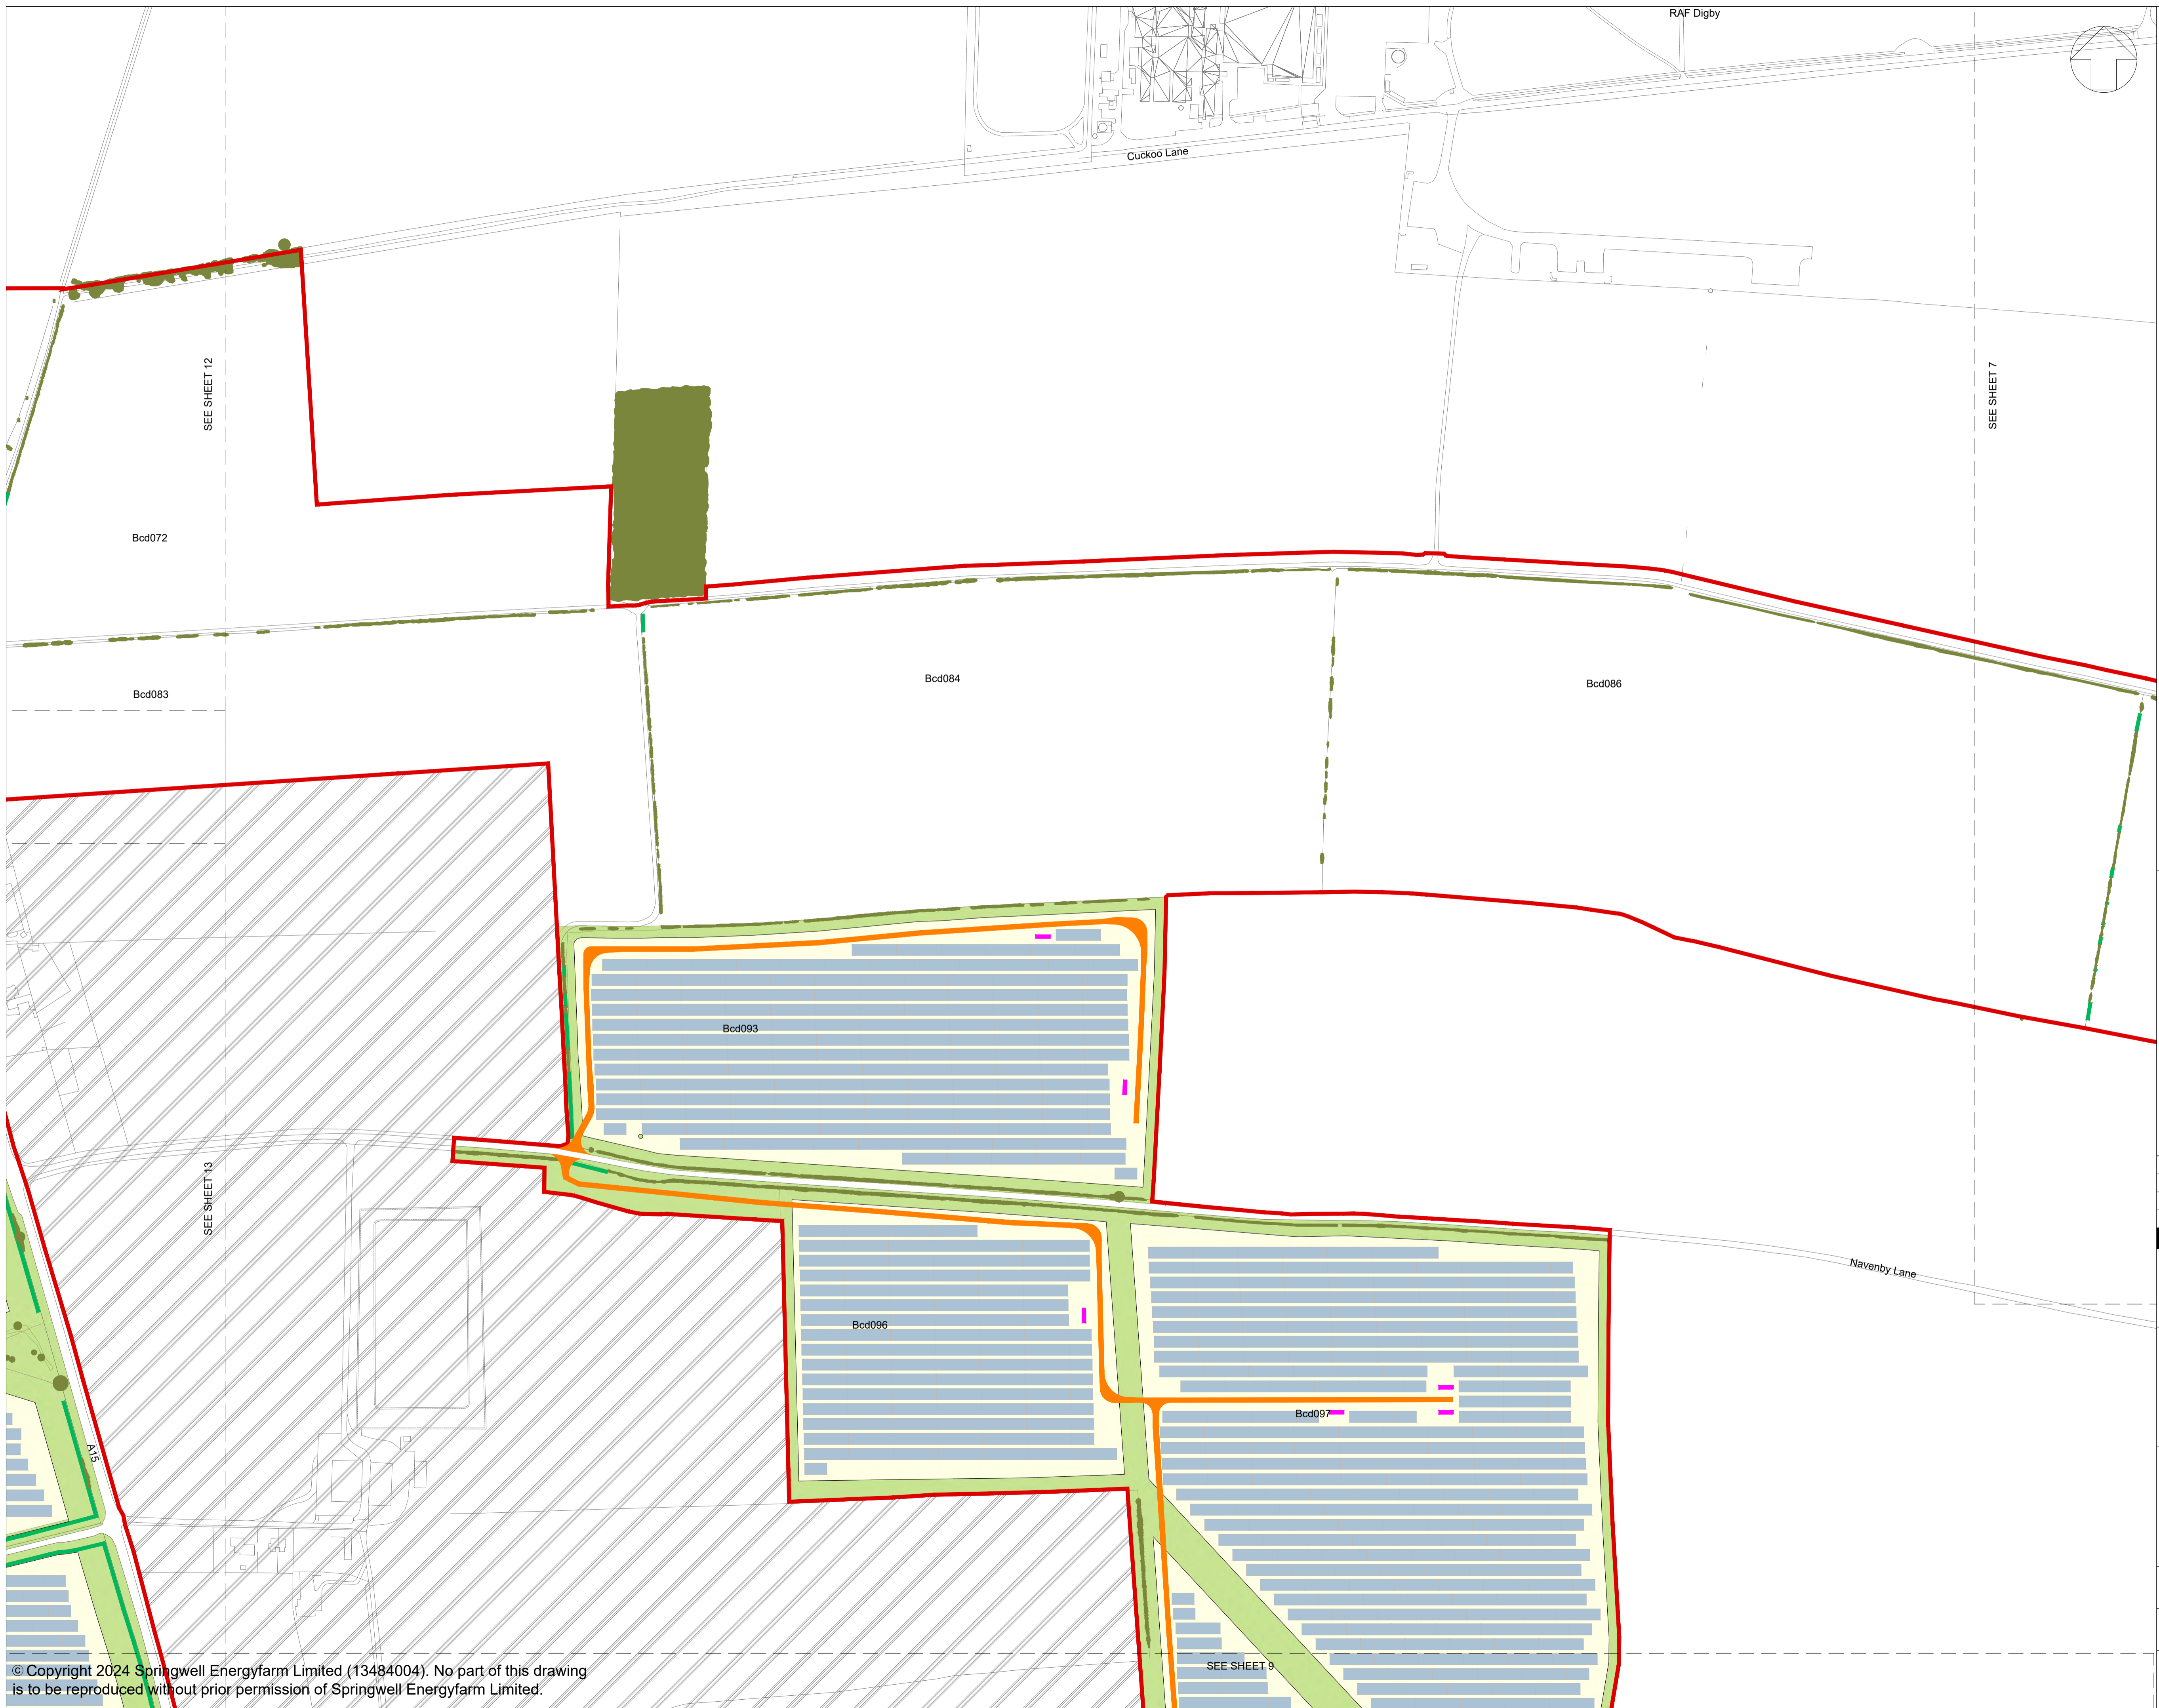 RAF Digby
Cuckoo Lane
SEE SHEET 12
SEE SHEET 7
Bcd072
Bcd083
Bcd084
Bcd086
Bcd093
SEE SHEET 13
Navenby Lane
Bcd096
Bcd097
A15
SEE SHEET 9
© Copyright 2024 Springwell Energyfarm Limited (13484004). No part of this drawing
is to be reproduced without prior permission of Springwell Energyfarm Limited.